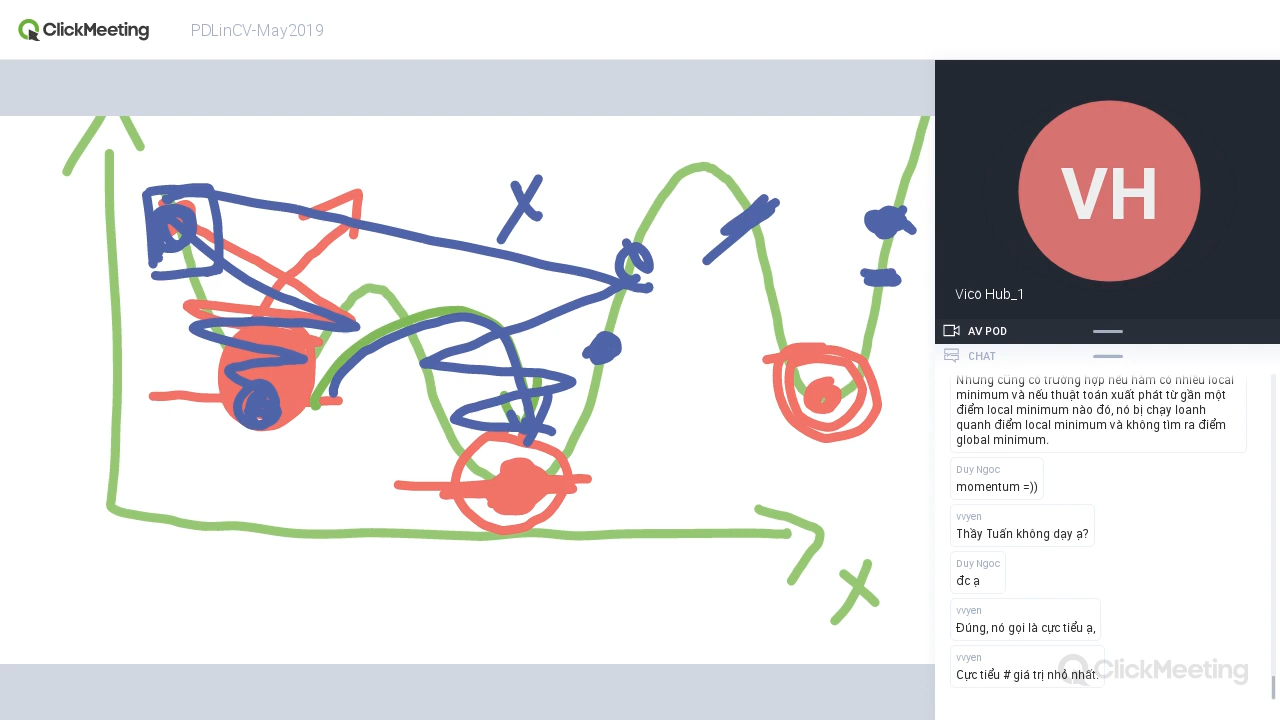 ClickMeeting
PDLinCV-May2019
X
X
VH
Vico Hub_1
AV POD
CHAT
Nhưng cũng có trường hợp nếu hàm có nhiều local
minimum và nếu thuật toán xuất phát từ gần một
điểm local minimum nào đó, nó bị chạy loanh
quanh điểm local minimum và không tìm ra điểm
global minimum.
Duy Ngoc
momentum =))
vvyen
Thầy Tuấn không dạy ạ?
Duy Ngoc
đc ạ
vvyen
Đúng, nó gọi là cực tiểu ạ,
vvyen
Cực tiểu # giá trị nhỏ nhất.
ClickMeeting